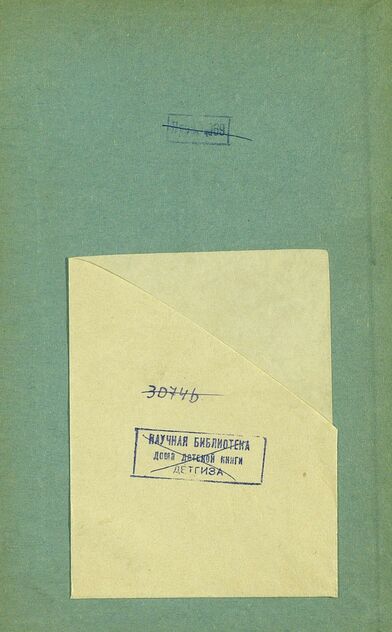 30746
НАУЧНАЯ БИБЛИОТЕКА
ДОМА ДЕТСКОЙ КНИГИ
ДЕТГИЗА